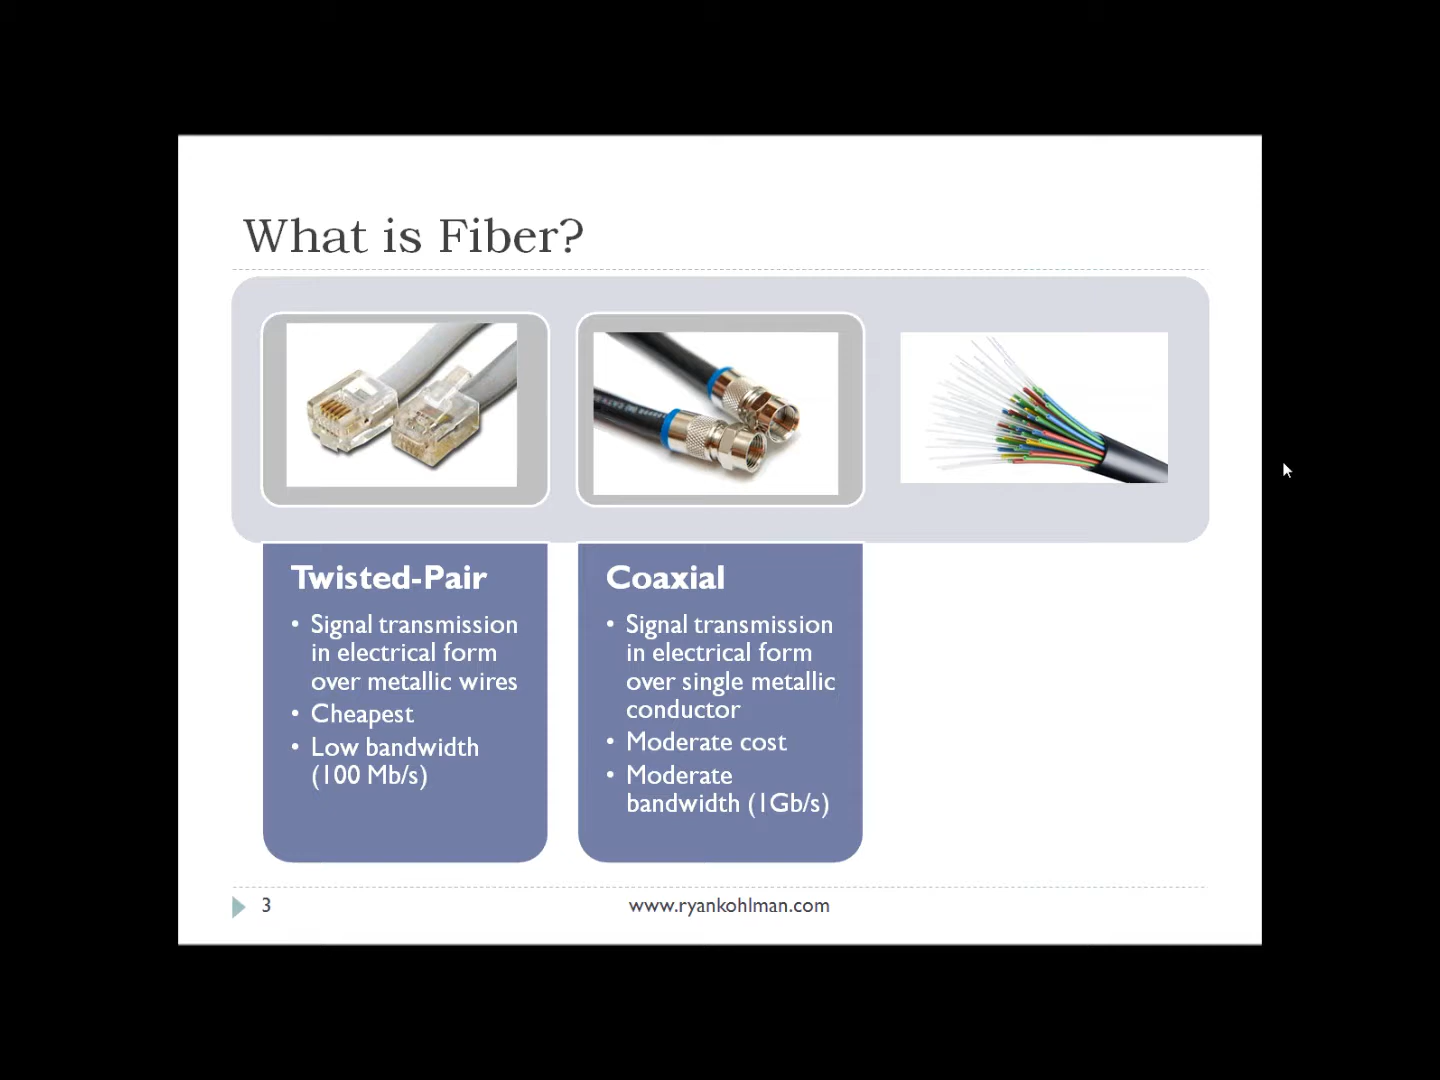 What is Fiber?
Twisted-Pair
• Signal transmission
in electrical form
over metallic wires
• Cheapest
• Low bandwidth
(100 Mb/s)
Coaxial
• Signal transmission
in electrical form
over single metallic
conductor
• Moderate cost
• Moderate
bandwidth (1Gb/s)
3
www.ryankohlman.com